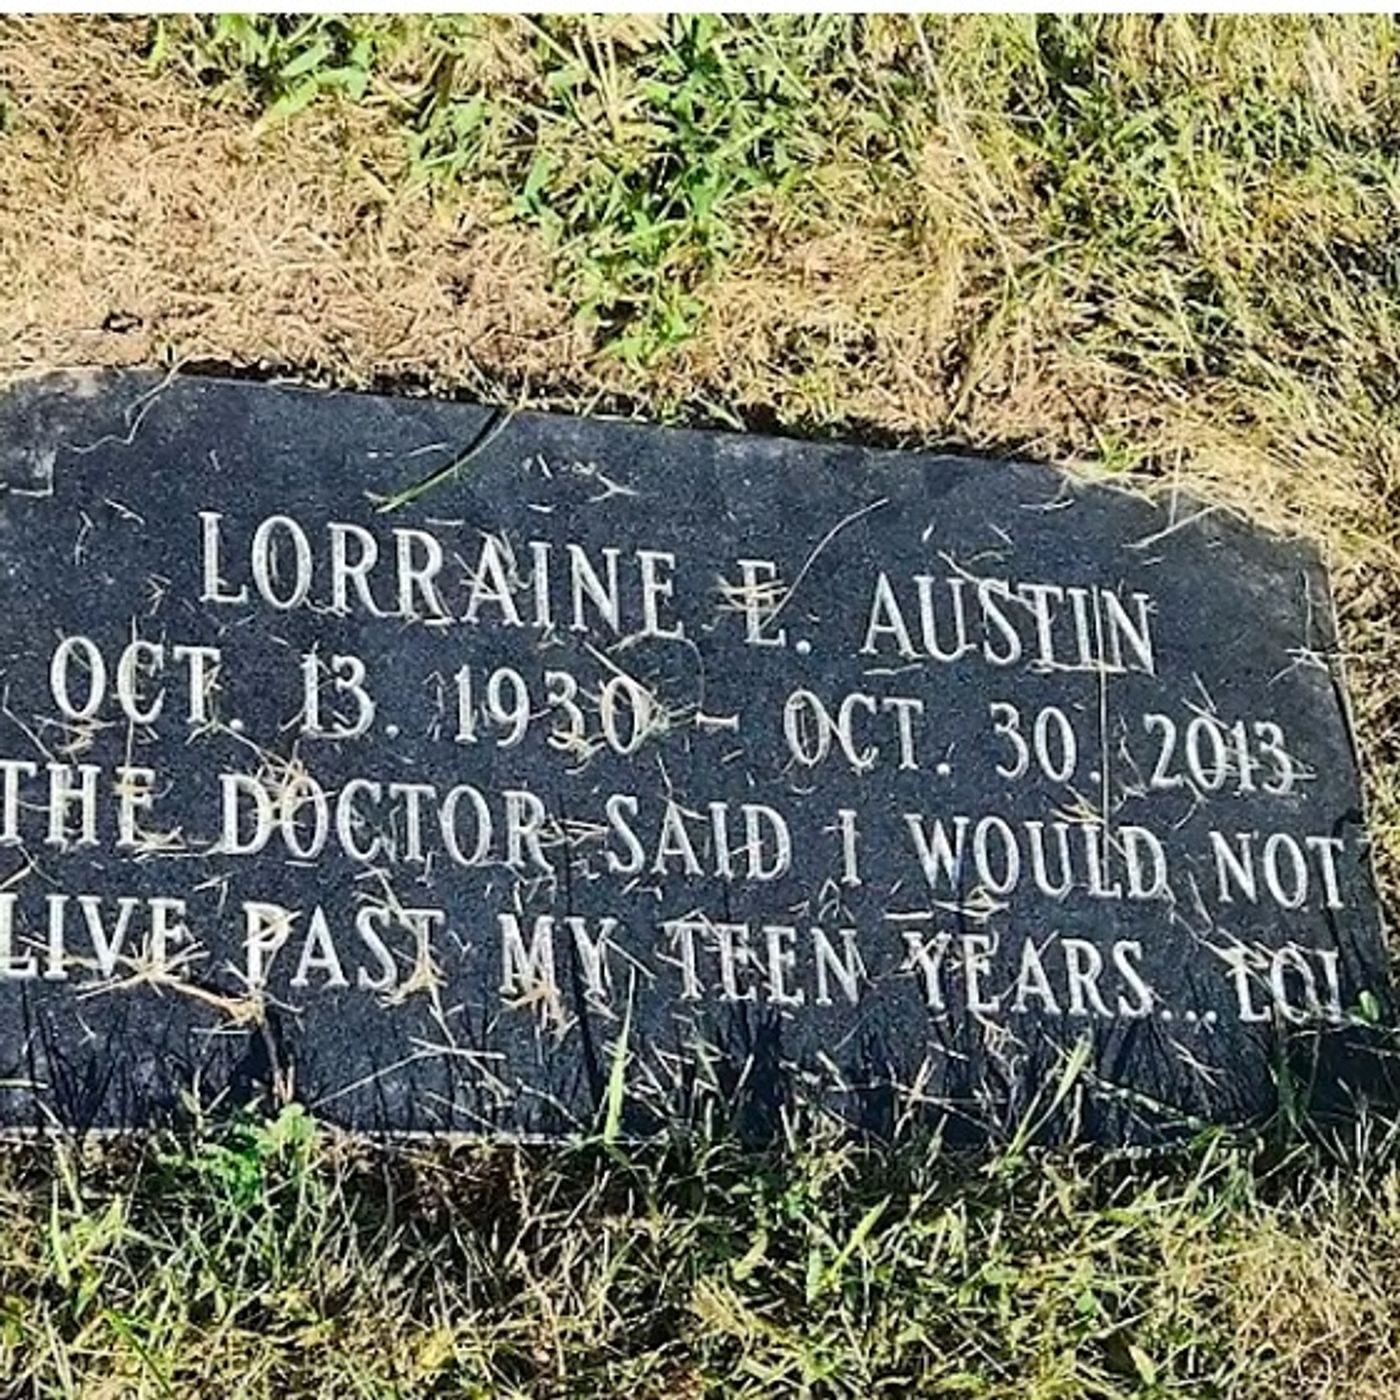 LORRAINE E. AUSTIN
OCT. 13. 1930 - OCT. 30. 2013
THE DOCTOR SAID I WOULD NOT
LIVE PAST MY TEEN YEARS... LOL